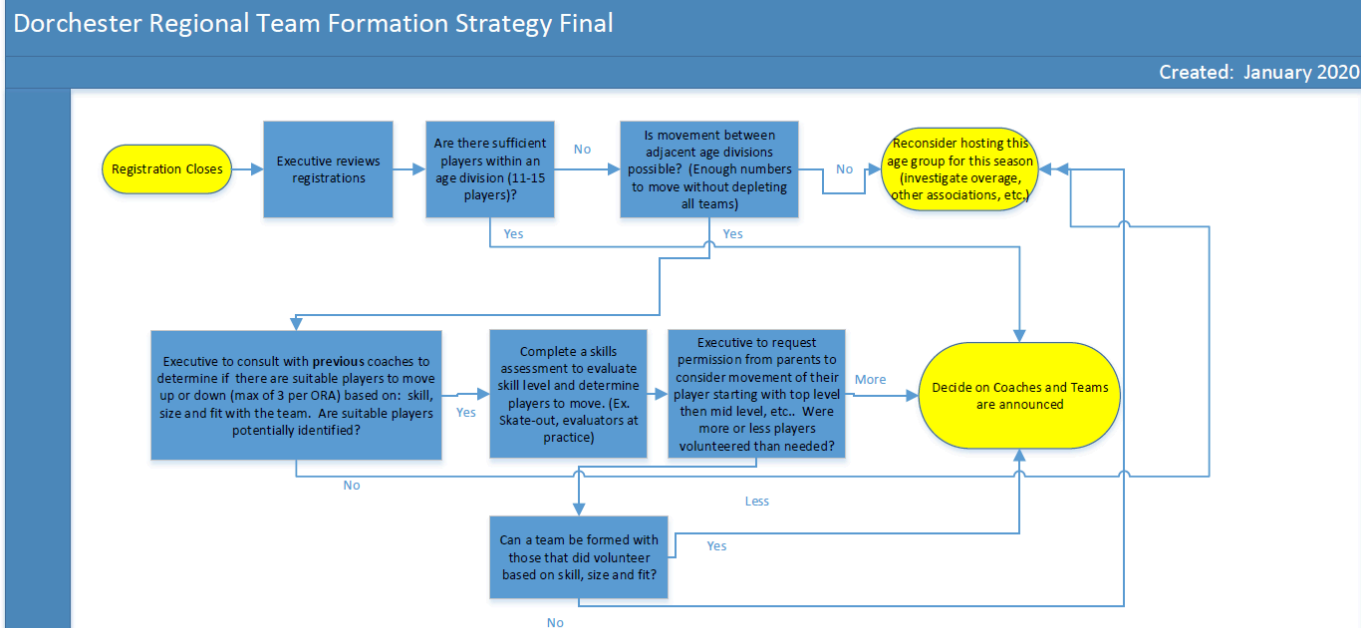 Dorchester Regional Team Formation Strategy Final
Created: January 2020
Registration Closes
Executive reviews
registrations
Are there sufficient
players within an
age division (11-15
players)?
No
Is movement between
adjacent age divisions
possible? (Enough numbers
to move without depleting
all teams)
No
Reconsider hosting this
age group for this season
(investigate overage,
other associations, etc.)
Yes
Yes
Executive to consult with previous coaches to
determine if there are suitable players to move
up or down (max of 3 per ORA) based on: skill,
size and fit with the team. Are suitable players
potentially identified?
Yes
Complete a skills
assessment to evaluate
skill level and determine
players to move. (Ex.
Skate-out, evaluators at
practice)
Executive to request
permission from parents to
consider movement of their
player starting with top level
then mid level, etc.. Were
more or less players
volunteered than needed?
More
Decide on Coaches and Teams
are announced
No
Less
Can a team be formed with
those that did volunteer
based on skill, size and fit?
Yes
No